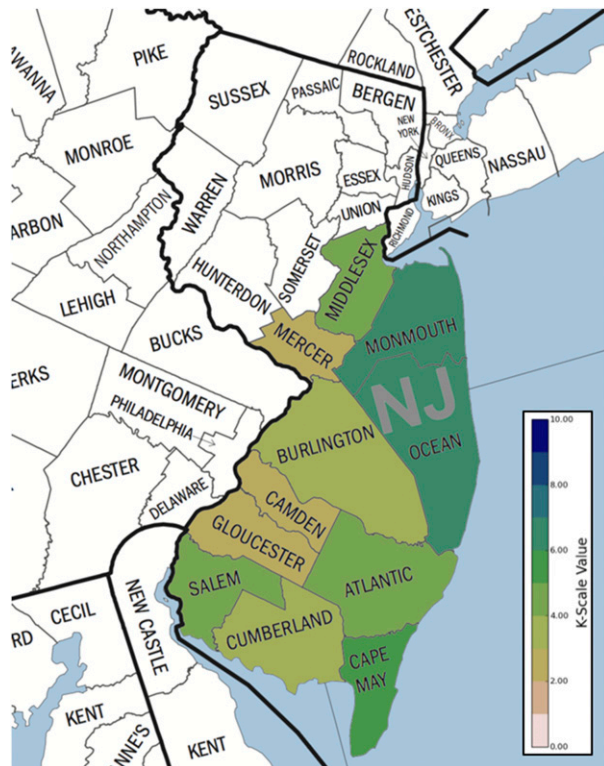 AWANNA
PIKE
ROCKLAND
ESTCHESTER
SUSSEX
PASSAIC
BERGEN
MONROE
NEW
YORK
BRONX
QUEENS
NASSAU
MORRIS
ESSEX
HUDSON
KINGS
WARREN
UNION
RICHMOND
ARBON
NORTHAMPTON
SOMERSET
MIDDLESEX
HUNTERDON
LEHIGH
BUCKS
MERCER
MONMOUTH
ERKS
MONTGOMERY
NJ
PHILADELPHIA
BURLINGTON
OCEAN
CHESTER
DELAWARE
CAMDEN
GLOUCESTER
SALEM
ATLANTIC
CUMBERLAND
NEW CASTLE
CECIL
RD
CAPE
MAY
KENT
KENT
NNE'S
10.00
8.00
6.00
4.00
2.00
0.00
K-Scale Value